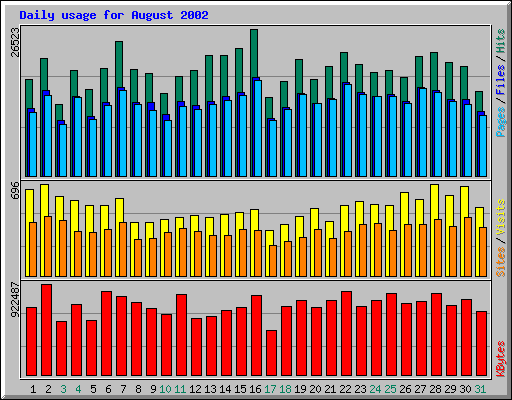 Daily usage for August 2002
26523
Pages / Files / Hits
696
Sites / Visits
922487
KBytes
1 2 3 4 5 6 7 8 9 10 11 12 13 14 15 16 17 18 19 20 21 22 23 24 25 26 27 28 29 30 31